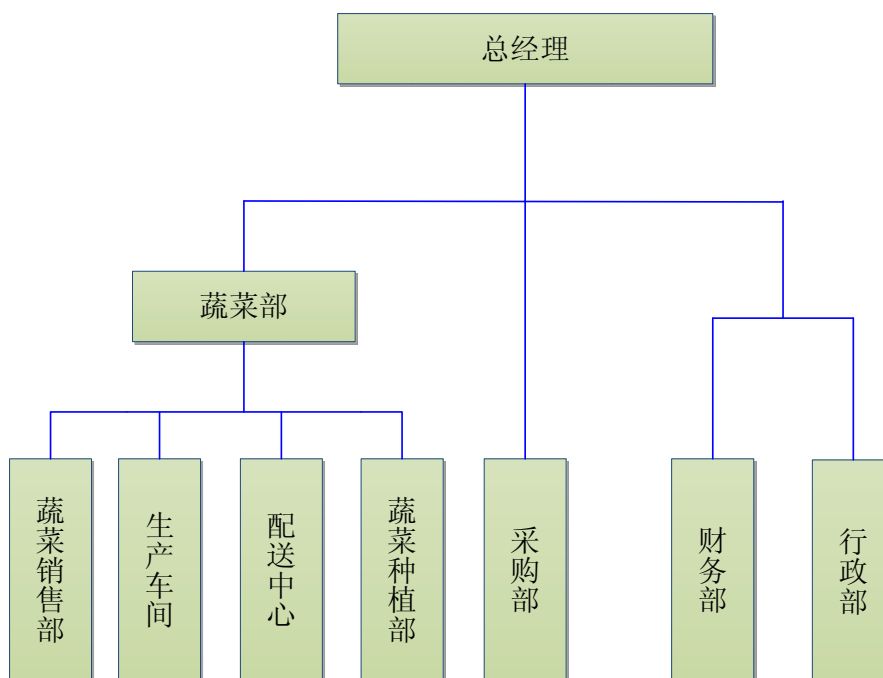 总经理
蔬菜部
蔬菜销售部
生产车间
配送中心
蔬菜种植部
采购部
财务部
行政部